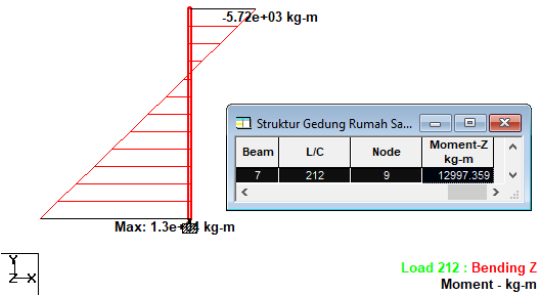 -5.72e+03 kg-m
Struktur Gedung Rumah Sa...
Beam L/C Node Moment-Z kg-m
7 212 9 12997.359
Max: 1.3e+04 kg-m
Y
Z X
Load 212 : Bending Z
Moment - kg-m